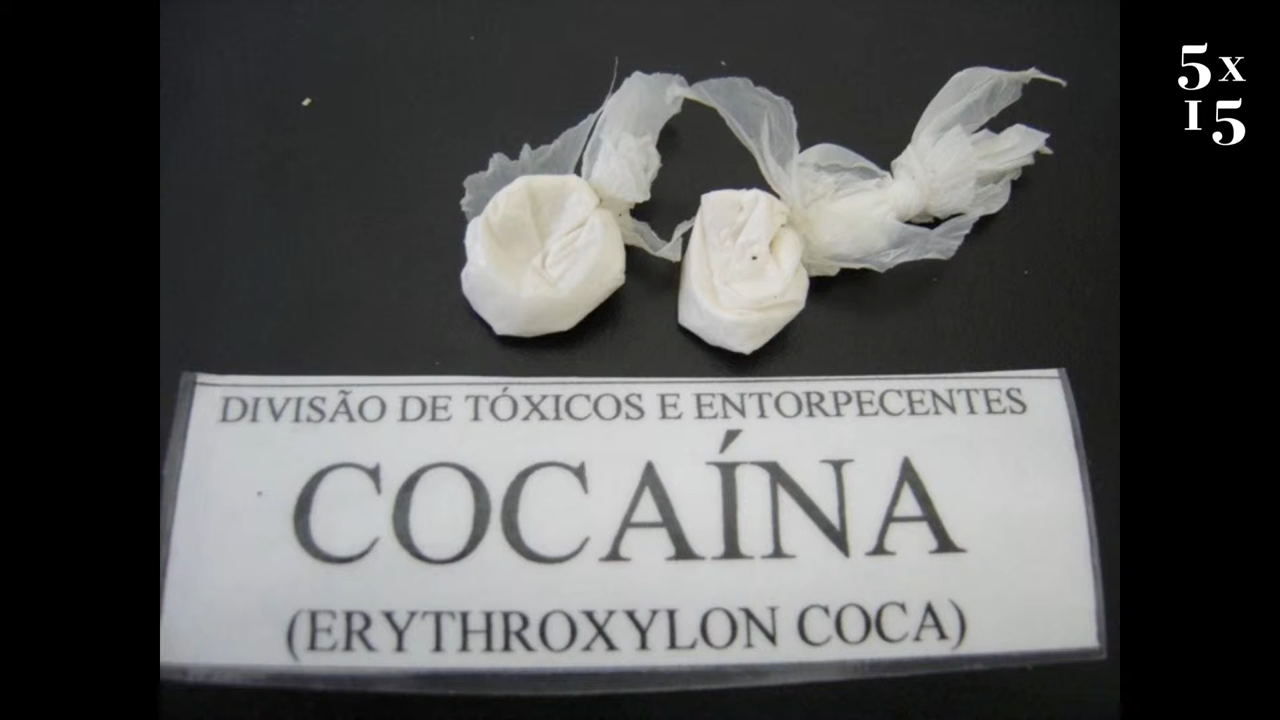 5x
15
DIVISÃO DE TÓXICOS E ENTORPECENTES
COCAÍNA
(ERYTHROXYLON COCA)